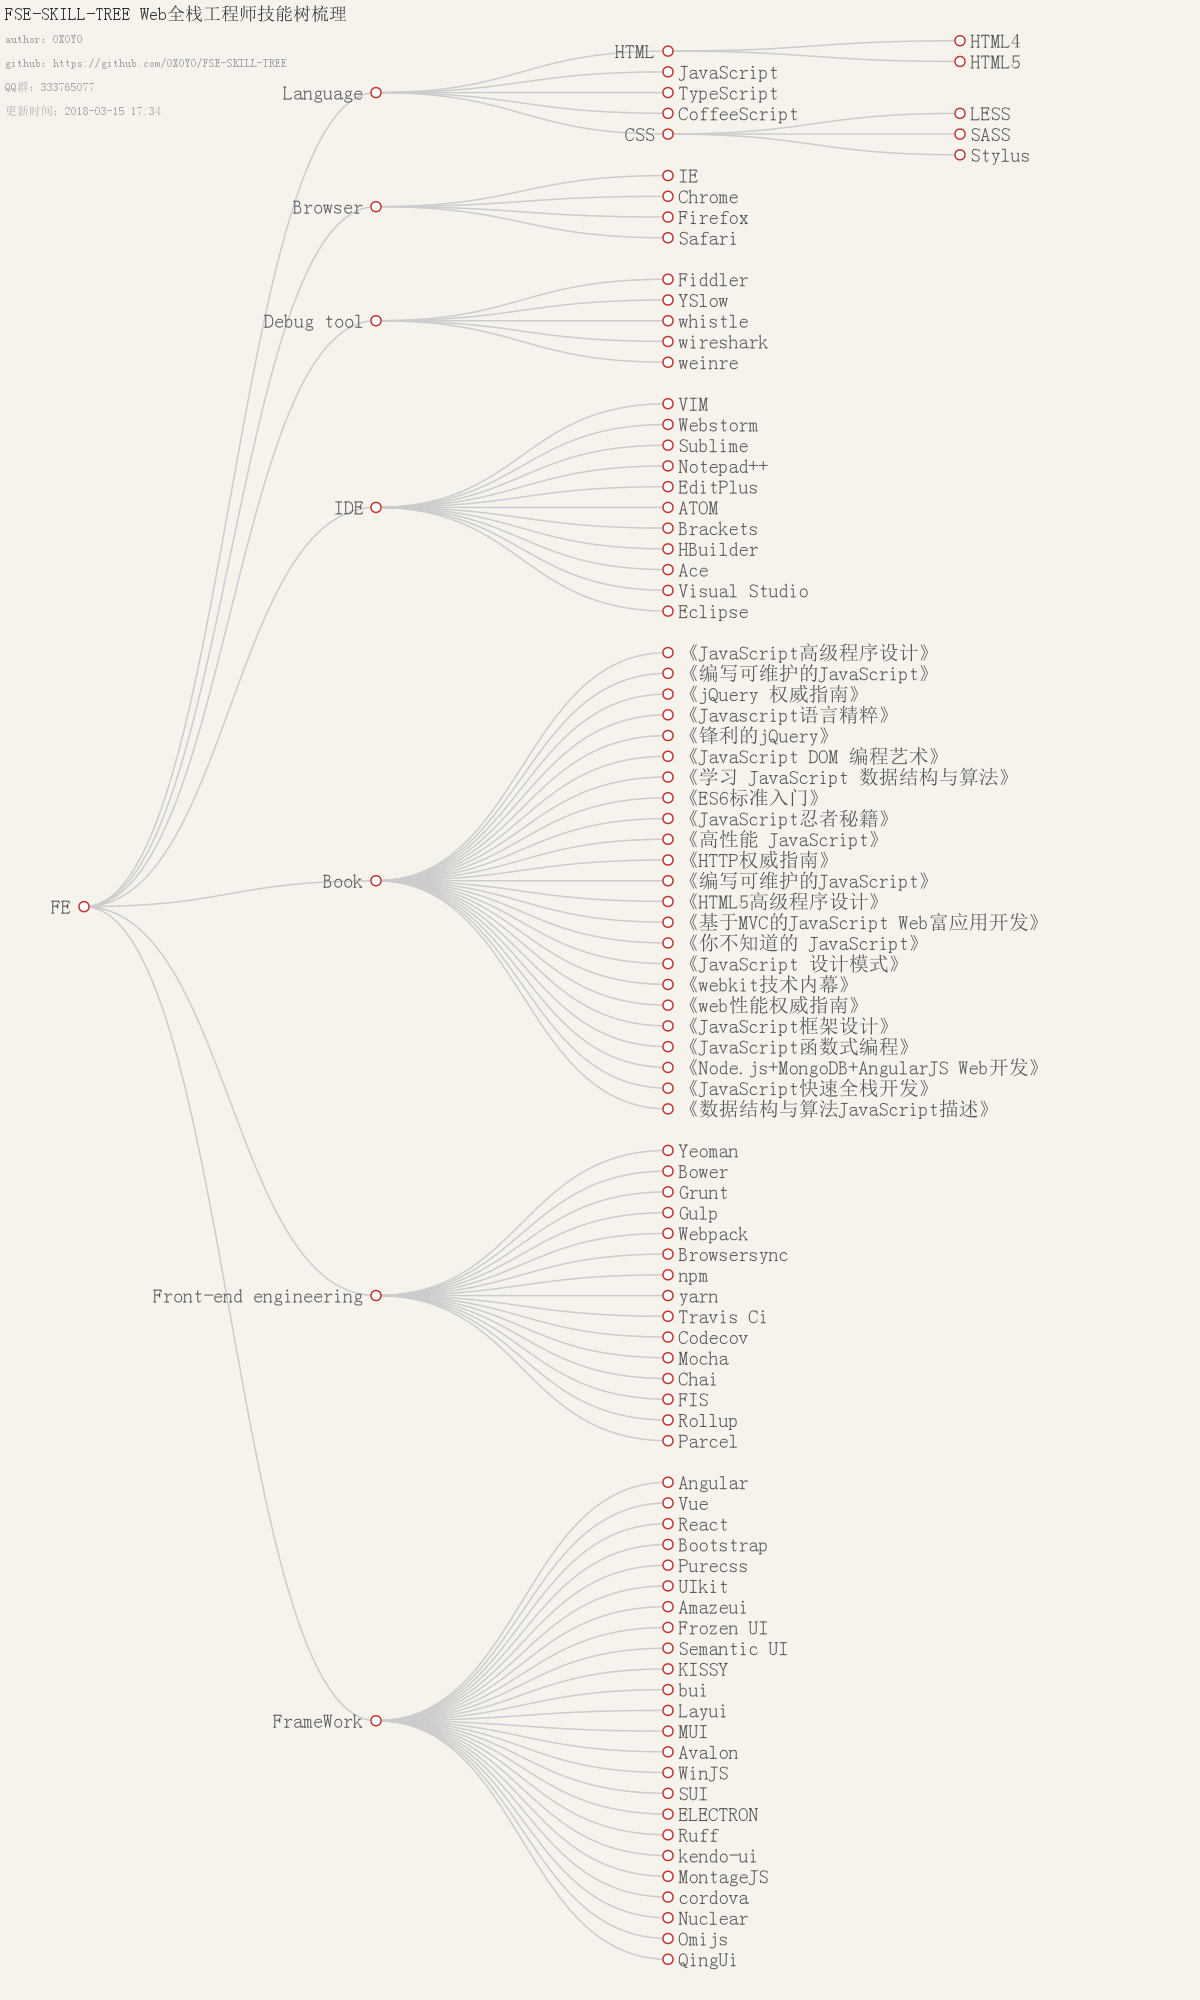 FSE-SKILL-TREE Web全栈工程师技能树梳理
author: OXOYO
github: https://github.com/OXOYO/FSE-SKILL-TREE
QQ群: 333765077
更新时间: 2018-03-15 17:34
FE
Language
HTML
HTML4
HTML5
JavaScript
TypeScript
CoffeeScript
CSS
LESS
SASS
Stylus
Browser
IE
Chrome
Firefox
Safari
Debug tool
Fiddler
YSlow
whistle
wireshark
weinre
IDE
VIM
Webstorm
Sublime
Notepad++
EditPlus
ATOM
Brackets
HBuilder
Ace
Visual Studio
Eclipse
Book
《JavaScript高级程序设计》
《编写可维护的JavaScript》
《jQuery 权威指南》
《Javascript语言精粹》
《锋利的jQuery》
《JavaScript DOM 编程艺术》
《学习 JavaScript 数据结构与算法》
《ES6标准入门》
《JavaScript忍者秘籍》
《高性能 JavaScript》
《HTTP权威指南》
《编写可维护的JavaScript》
《HTML5高级程序设计》
《基于MVC的JavaScript Web富应用开发》
《你不知道的 JavaScript》
《JavaScript 设计模式》
《webkit技术内幕》
《web性能权威指南》
《JavaScript框架设计》
《JavaScript函数式编程》
《Node.js+MongoDB+AngularJS Web开发》
《JavaScript快速全栈开发》
《数据结构与算法JavaScript描述》
Front-end engineering
Yeoman
Bower
Grunt
Gulp
Webpack
Browsersync
npm
yarn
Travis Ci
Codecov
Mocha
Chai
FIS
Rollup
Parcel
FrameWork
Angular
Vue
React
Bootstrap
Purecss
UIkit
Amazeui
Frozen UI
Semantic UI
KISSY
bui
Layui
MUI
Avalon
WinJS
SUI
ELECTRON
Ruff
kendo-ui
MontageJS
cordova
Nuclear
Omijs
QingUi